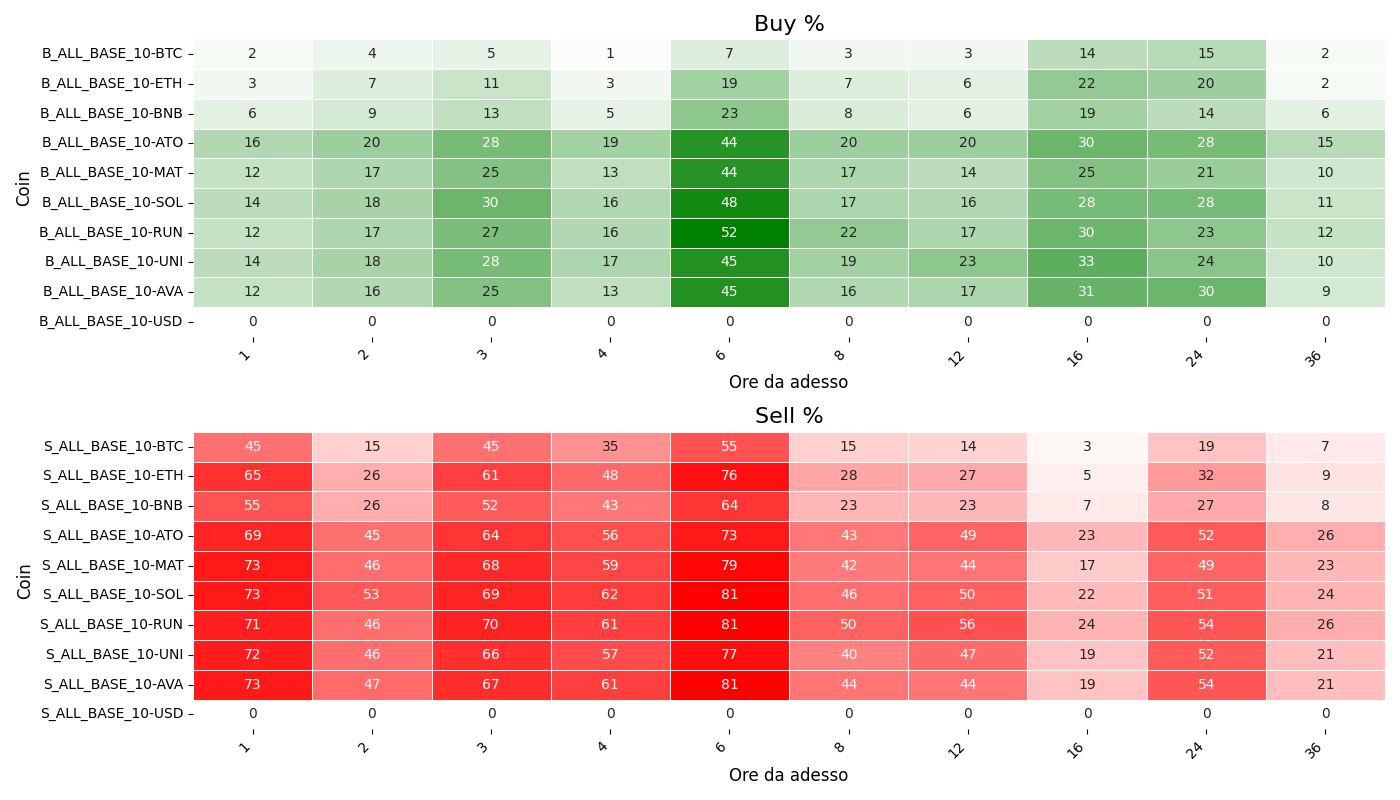 Buy %
Coin
B_ALL_BASE_10-BTC 2 4 5 1 7 3 3 14 15 2
B_ALL_BASE_10-ETH 3 7 11 3 19 7 6 22 20 2
B_ALL_BASE_10-BNB 6 9 13 5 23 8 6 19 14 6
B_ALL_BASE_10-ATO 16 20 28 19 44 20 20 30 28 15
B_ALL_BASE_10-MAT 12 17 25 13 44 17 14 25 21 10
B_ALL_BASE_10-SOL 14 18 30 16 48 17 16 28 28 11
B_ALL_BASE_10-RUN 12 17 27 16 52 22 17 30 23 12
B_ALL_BASE_10-UNI 14 18 28 17 45 19 23 33 24 10
B_ALL_BASE_10-AVA 12 16 25 13 45 16 17 31 30 9
B_ALL_BASE_10-USD 0 0 0 0 0 0 0 0 0 0
1 2 3 4 6 8 12 16 24 36
Ore da adesso
Sell %
Coin
S_ALL_BASE_10-BTC 45 15 45 35 55 15 14 3 19 7
S_ALL_BASE_10-ETH 65 26 61 48 76 28 27 5 32 9
S_ALL_BASE_10-BNB 55 26 52 43 64 23 23 7 27 8
S_ALL_BASE_10-ATO 69 45 64 56 73 43 49 23 52 26
S_ALL_BASE_10-MAT 73 46 68 59 79 42 44 17 49 23
S_ALL_BASE_10-SOL 73 53 69 62 81 46 50 22 51 24
S_ALL_BASE_10-RUN 71 46 70 61 81 50 56 24 54 26
S_ALL_BASE_10-UNI 72 46 66 57 77 40 47 19 52 21
S_ALL_BASE_10-AVA 73 47 67 61 81 44 44 19 54 21
S_ALL_BASE_10-USD 0 0 0 0 0 0 0 0 0 0
1 2 3 4 6 8 12 16 24 36
Ore da adesso